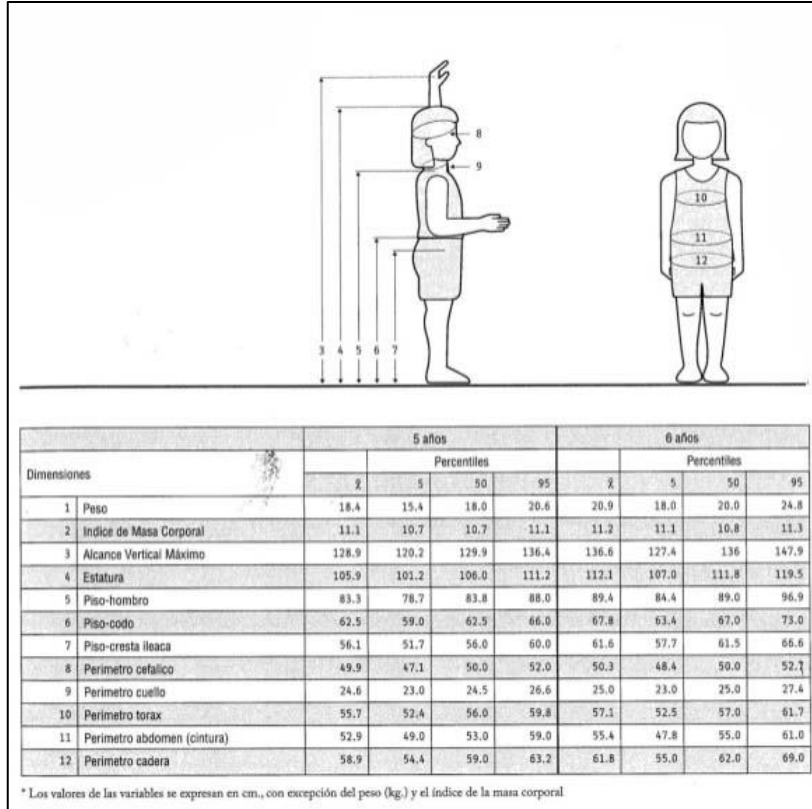 8
9
10
11
12
3 4 5 6 7
5 años 6 años
Dimensiones Percentiles Percentiles
x̄ 5 50 95 x̄ 5 50 95
1 Peso 18.4 15.4 18.0 20.6 20.9 18.0 20.0 24.8
2 Indice de Masa Corporal 11.1 10.7 10.7 11.1 11.2 11.1 10.8 11.3
3 Alcance Vertical Máximo 128.9 120.2 129.9 136.4 136.6 127.4 136 147.9
4 Estatura 105.9 101.2 106.0 111.2 112.1 107.0 111.8 119.5
5 Piso-hombro 83.3 78.7 83.8 88.0 89.4 84.4 89.0 96.9
6 Piso-codo 62.5 59.0 62.5 66.0 67.8 63.4 67.0 73.0
7 Piso-cresta ileaca 56.1 51.7 56.0 60.0 61.6 57.7 61.5 66.6
8 Perimetro cefalico 49.9 47.1 50.0 52.0 50.3 48.4 50.0 52.7
9 Perimetro cuello 24.6 23.0 24.5 26.6 25.0 23.0 25.0 27.4
10 Perimetro torax 55.7 52.4 56.0 59.8 57.1 52.5 57.0 61.7
11 Perimetro abdomen (cintura) 52.9 49.0 53.0 59.0 55.4 47.8 55.0 61.0
12 Perimetro cadera 58.9 54.4 59.0 63.2 61.8 55.0 62.0 69.0
* Los valores de las variables se expresan en cm., con excepción del peso (kg.) y el índice de la masa corporal